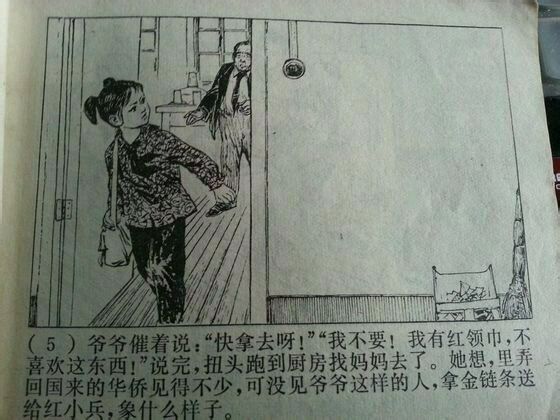 (5) 爷爷催着说：“快拿去呀！”“我不要！我有红领巾，不
喜欢这东西！”说完，扭头跑到厨房找妈妈去了。她想，里弄
回国来的华侨见得不少，可没见爷爷这样的人，拿金链条送
给红小兵，象什么样子。